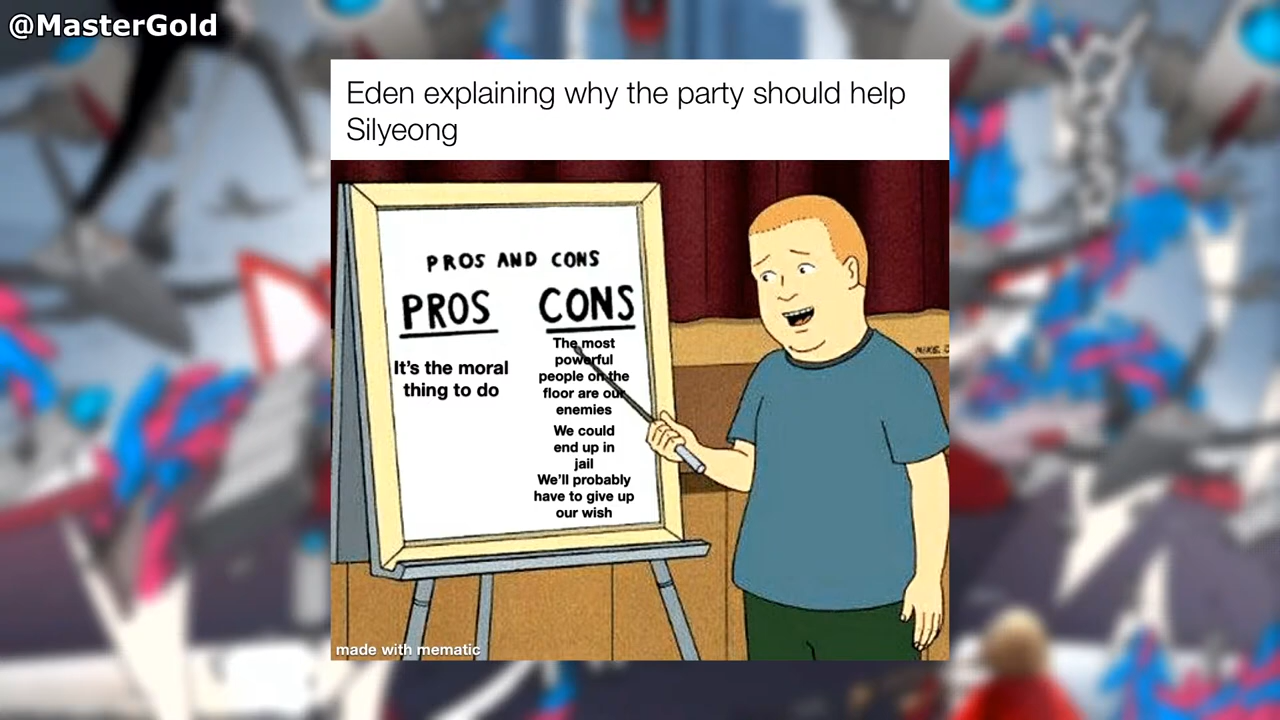 @MasterGold
Eden explaining why the party should help
Silyeong
PROS AND CONS
PROS
CONS
It's the moral
thing to do
The most
powerful
people on the
floor are our
enemies
We could
end up in
jail
We'll probably
have to give up
our wish
MIKE
made with mematic